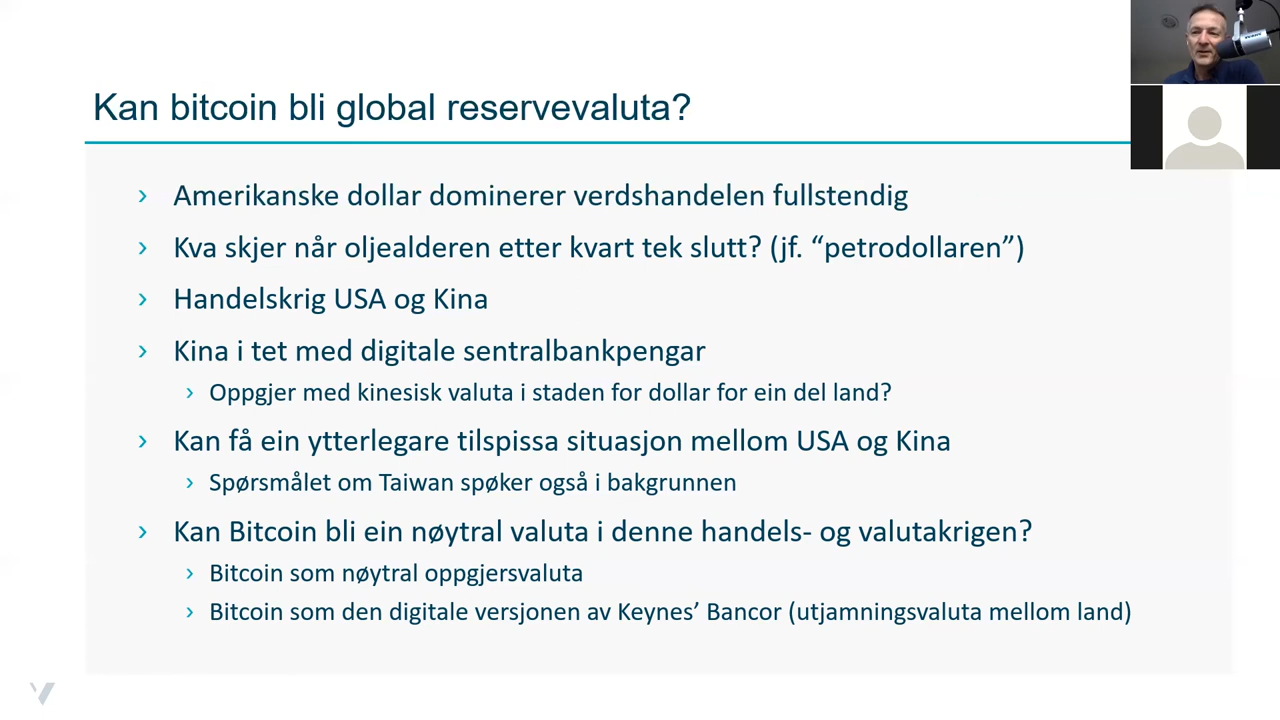 Kan bitcoin bli global reservevaluta?
› Amerikanske dollar dominerer verdshandelen fullstendig
› Kva skjer når oljealderen etter kvart tek slutt? (jf. “petrodollaren”)
› Handelskrig USA og Kina
› Kina i tet med digitale sentralbankpengar
› Oppgjer med kinesisk valuta i staden for dollar for ein del land?
› Kan få ein ytterlegare tilspissa situasjon mellom USA og Kina
› Spørsmålet om Taiwan spøker også i bakgrunnen
› Kan Bitcoin bli ein nøytral valuta i denne handels- og valutakrigen?
› Bitcoin som nøytral oppgjersvaluta
› Bitcoin som den digitale versjonen av Keynes’ Bancor (utjamningsvaluta mellom land)